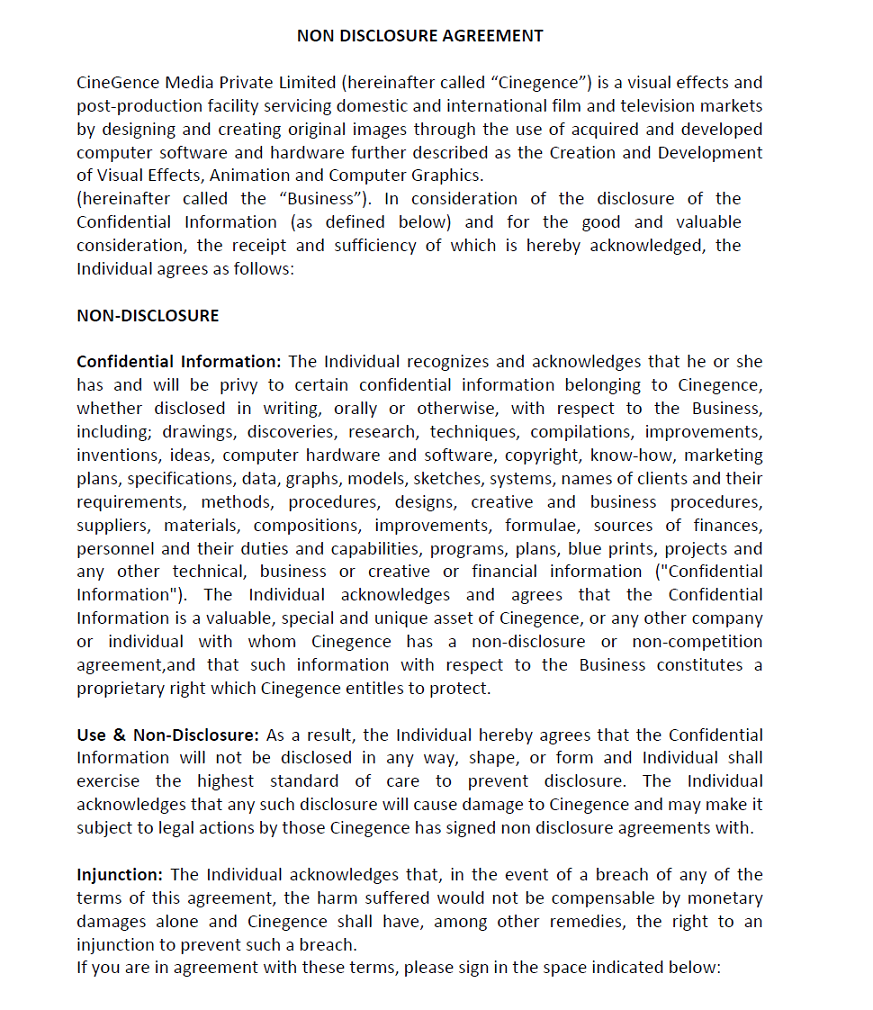 NON DISCLOSURE AGREEMENT
CineGence Media Private Limited (hereinafter called “Cinegence”) is a visual effects and
post-production facility servicing domestic and international film and television markets
by designing and creating original images through the use of acquired and developed
computer software and hardware further described as the Creation and Development
of Visual Effects, Animation and Computer Graphics.
(hereinafter called the “Business”). In consideration of the disclosure of the
Confidential Information (as defined below) and for the good and valuable
consideration, the receipt and sufficiency of which is hereby acknowledged, the
Individual agrees as follows:
NON-DISCLOSURE
Confidential Information: The Individual recognizes and acknowledges that he or she
has and will be privy to certain confidential information belonging to Cinegence,
whether disclosed in writing, orally or otherwise, with respect to the Business,
including; drawings, discoveries, research, techniques, compilations, improvements,
inventions, ideas, computer hardware and software, copyright, know-how, marketing
plans, specifications, data, graphs, models, sketches, systems, names of clients and their
requirements, methods, procedures, designs, creative and business procedures,
suppliers, materials, compositions, improvements, formulae, sources of finances,
personnel and their duties and capabilities, programs, plans, blue prints, projects and
any other technical, business or creative or financial information ("Confidential
Information"). The Individual acknowledges and agrees that the Confidential
Information is a valuable, special and unique asset of Cinegence, or any other company
or individual with whom Cinegence has a non-disclosure or non-competition
agreement,and that such information with respect to the Business constitutes a
proprietary right which Cinegence entitles to protect.
Use & Non-Disclosure: As a result, the Individual hereby agrees that the Confidential
Information will not be disclosed in any way, shape, or form and Individual shall
exercise the highest standard of care to prevent disclosure. The Individual
acknowledges that any such disclosure will cause damage to Cinegence and may make it
subject to legal actions by those Cinegence has signed non disclosure agreements with.
Injunction: The Individual acknowledges that, in the event of a breach of any of the
terms of this agreement, the harm suffered would not be compensable by monetary
damages alone and Cinegence shall have, among other remedies, the right to an
injunction to prevent such a breach.
If you are in agreement with these terms, please sign in the space indicated below: